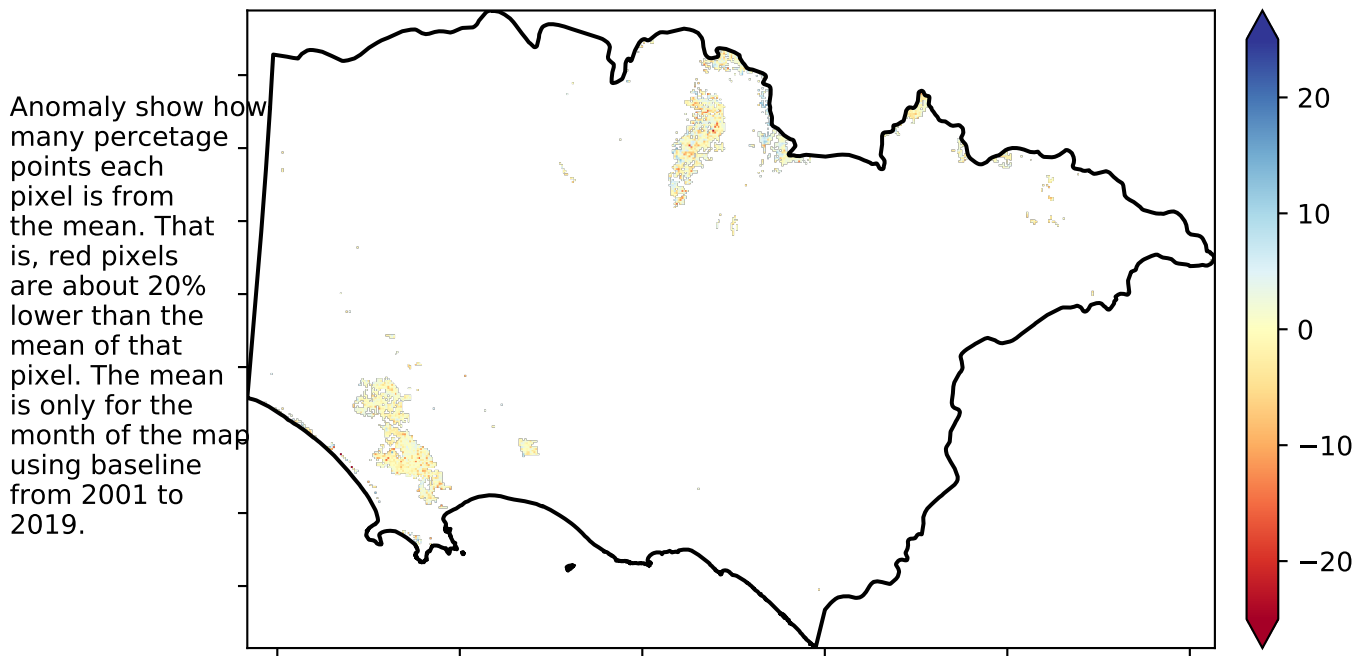 Anomaly show how
many percetage
points each
pixel is from
the mean. That
is, red pixels
are about 20%
lower than the
mean of that
pixel. The mean
is only for the
month of the map
using baseline
from 2001 to
2019.
20
10
0
−10
−20